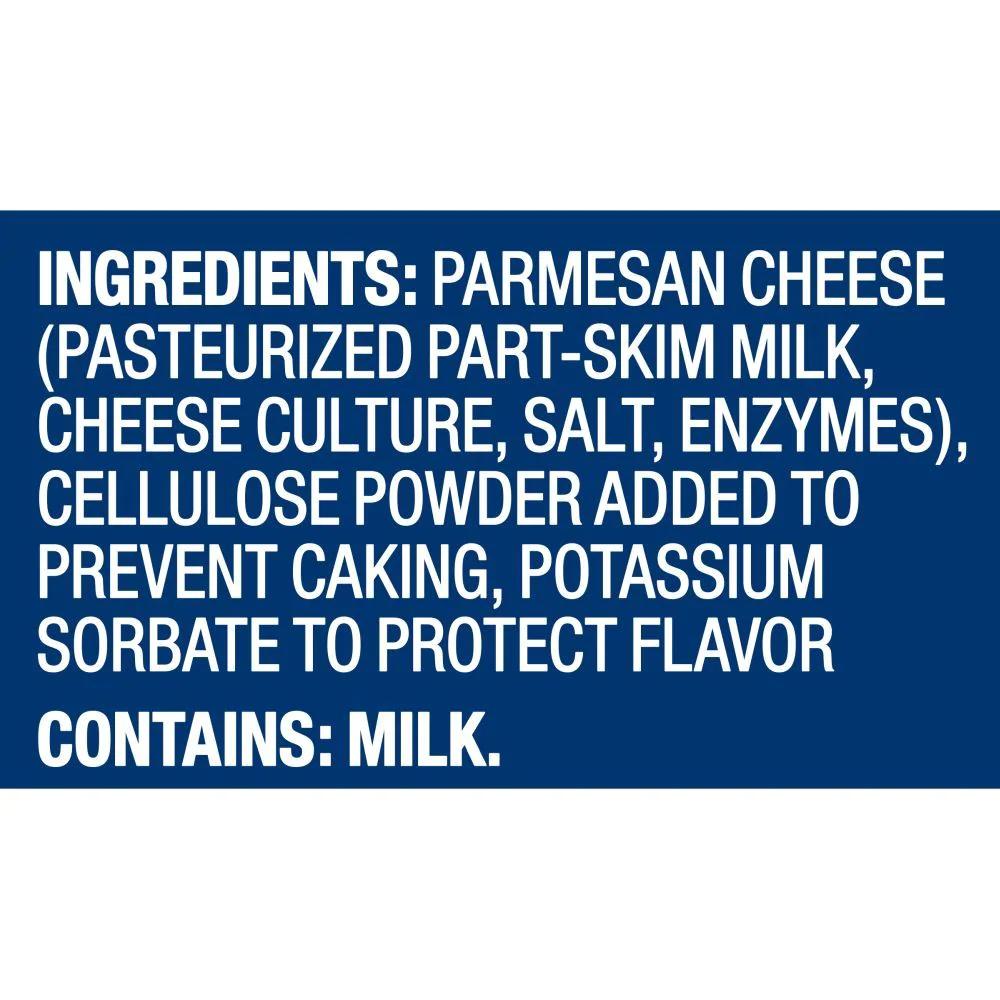 INGREDIENTS: PARMESAN CHEESE
(PASTEURIZED PART-SKIM MILK,
CHEESE CULTURE, SALT, ENZYMES),
CELLULOSE POWDER ADDED TO
PREVENT CAKING, POTASSIUM
SORBATE TO PROTECT FLAVOR
CONTAINS: MILK.